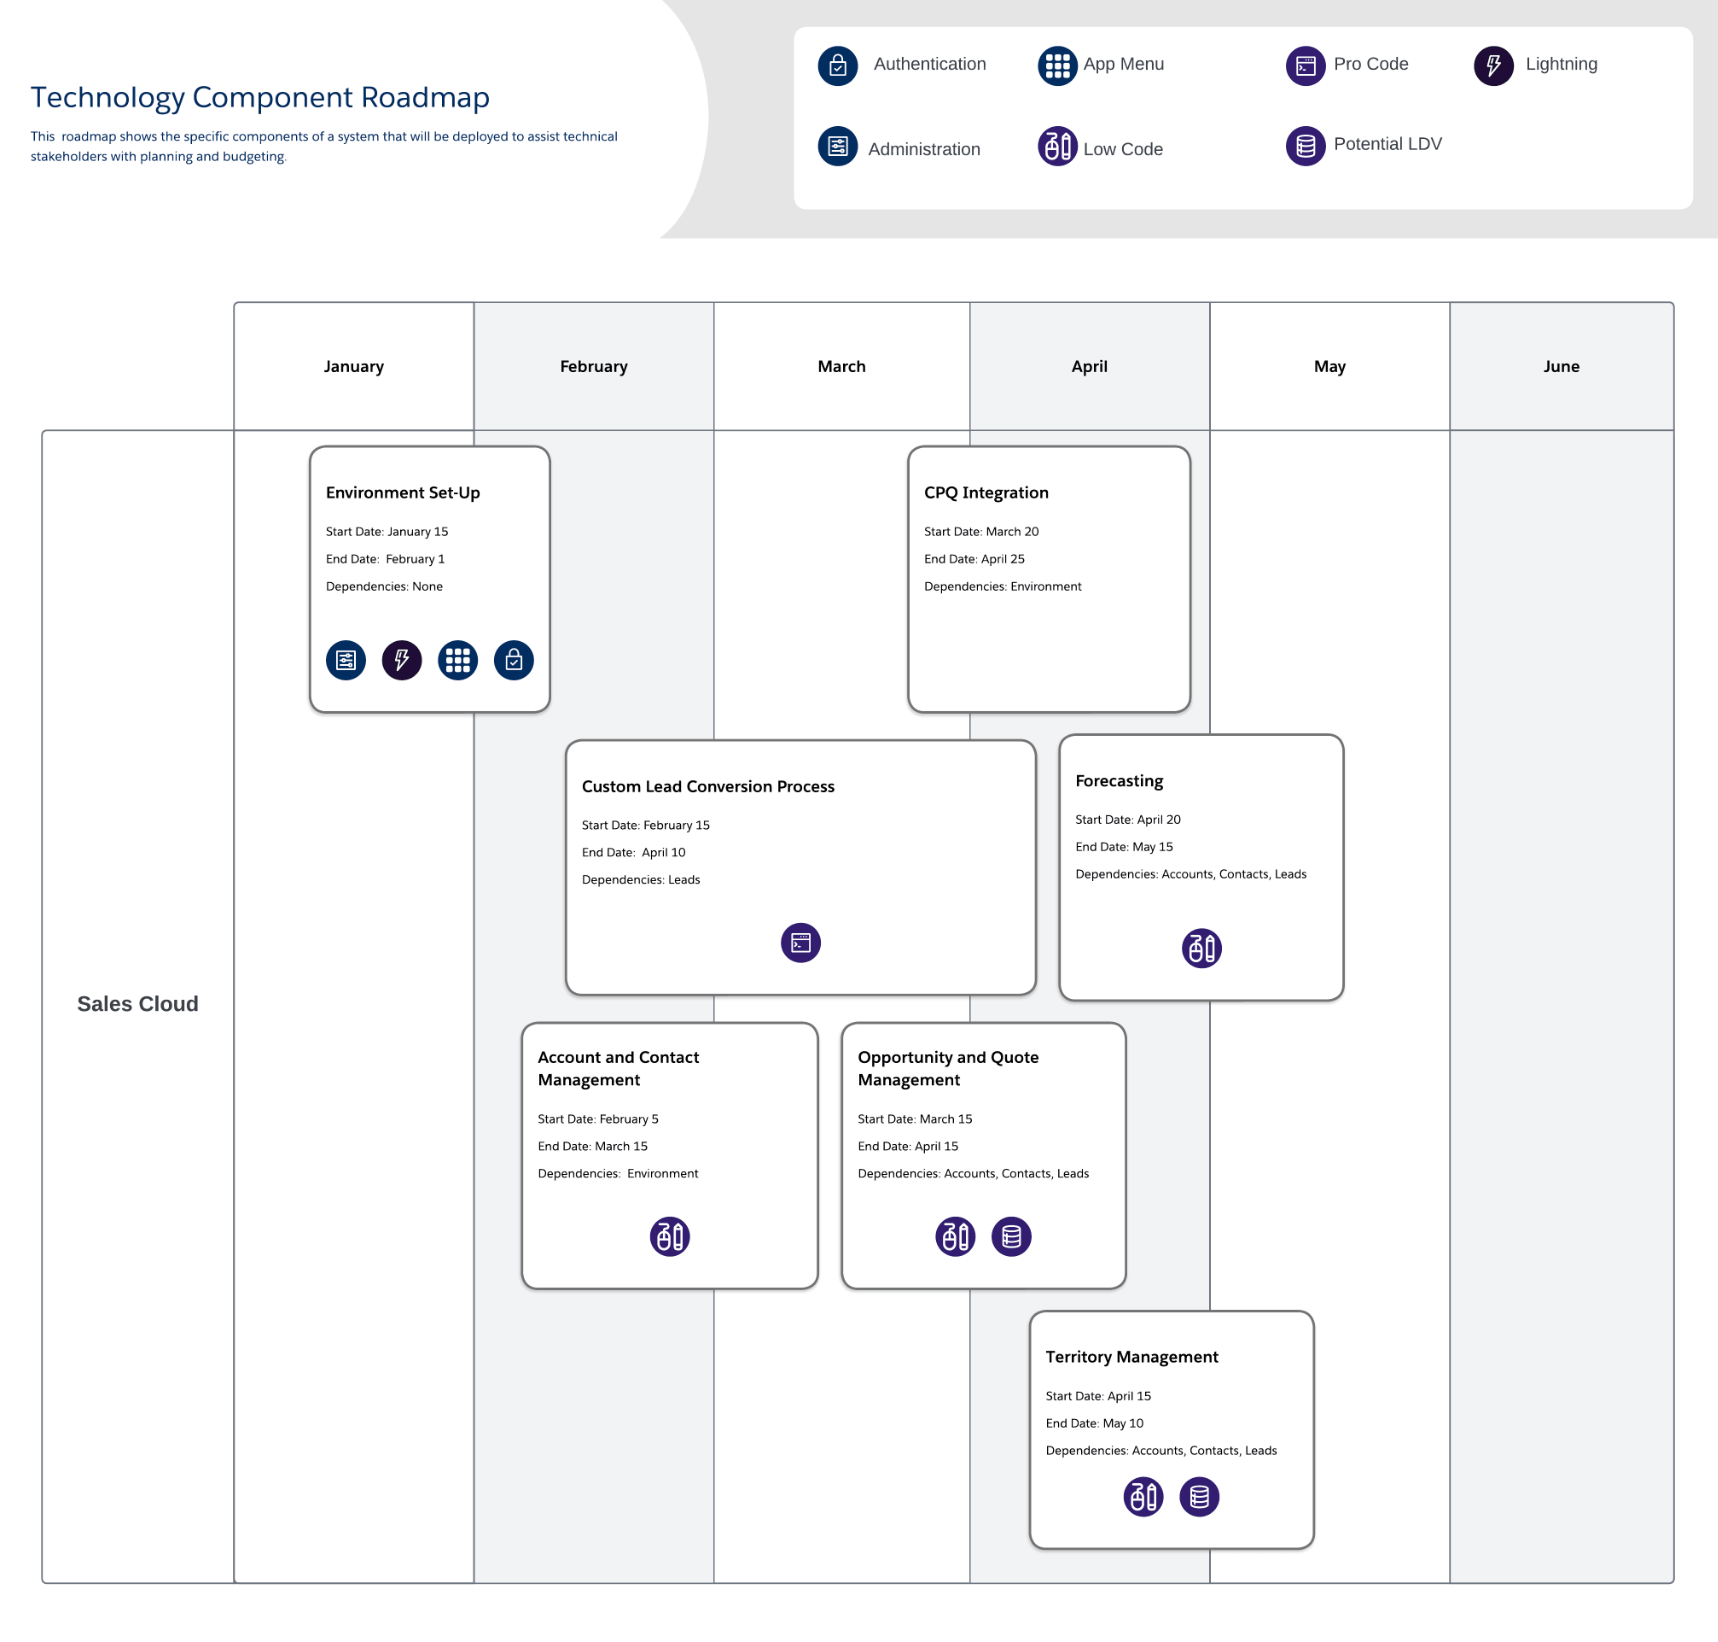 Technology Component Roadmap
This  roadmap shows the specific components of a system that will be deployed to assist technical
stakeholders with planning and budgeting.
Authentication
App Menu
Pro Code
Lightning
Administration
Low Code
Potential LDV
January
February
March
April
May
June
Sales Cloud
Environment Set-Up
Start Date: January 15
End Date:  February 1
Dependencies: None
CPQ Integration
Start Date: March 20
End Date: April 25
Dependencies: Environment
Custom Lead Conversion Process
Start Date: February 15
End Date:  April 10
Dependencies: Leads
Forecasting
Start Date: April 20
End Date: May 15
Dependencies: Accounts, Contacts, Leads
Account and Contact
Management
Start Date: February 5
End Date: March 15
Dependencies:  Environment
Opportunity and Quote
Management
Start Date: March 15
End Date: April 15
Dependencies: Accounts, Contacts, Leads
Territory Management
Start Date: April 15
End Date: May 10
Dependencies: Accounts, Contacts, Leads